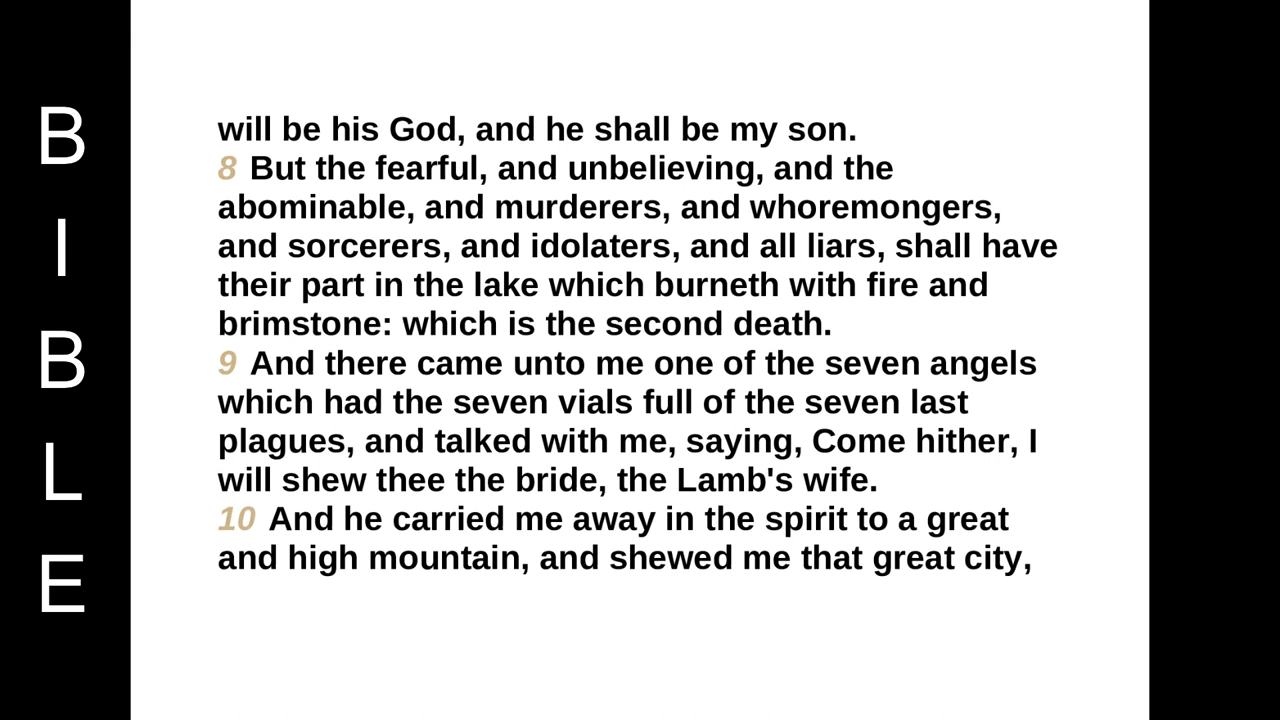 BIBLE
will be his God, and he shall be my son.
8 But the fearful, and unbelieving, and the
abominable, and murderers, and whoremongers,
and sorcerers, and idolaters, and all liars, shall have
their part in the lake which burneth with fire and
brimstone: which is the second death.
9 And there came unto me one of the seven angels
which had the seven vials full of the seven last
plagues, and talked with me, saying, Come hither, I
will shew thee the bride, the Lamb's wife.
10 And he carried me away in the spirit to a great
and high mountain, and shewed me that great city,